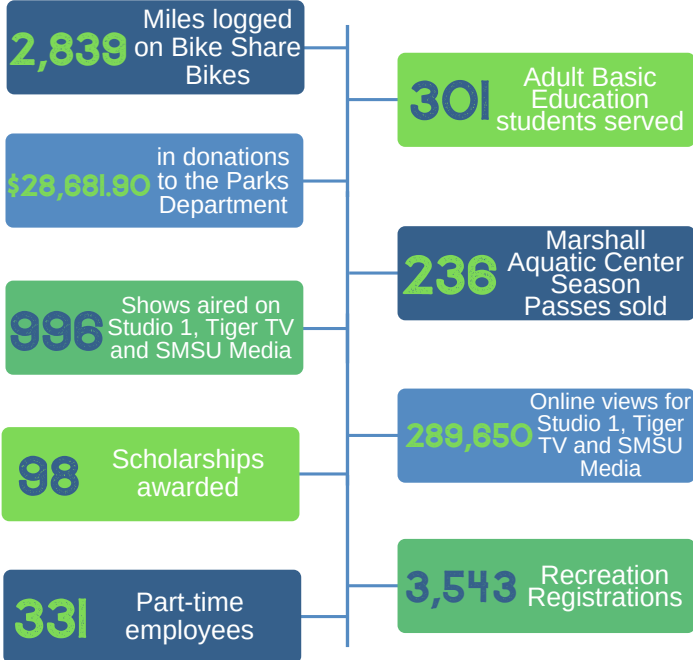 2,839
Miles logged
on Bike Share
Bikes
301
Adult Basic
Education
students served
$28,681.80
in donations
to the Parks
Department
236
Marshall
Aquatic Center
Season
Passes sold
996
Shows aired on
Studio 1, Tiger TV
and SMSU Media
289,650
Online views for
Studio 1, Tiger
TV and SMSU
Media
98
Scholarships
awarded
3,543
Recreation
Registrations
331
Part-time
employees